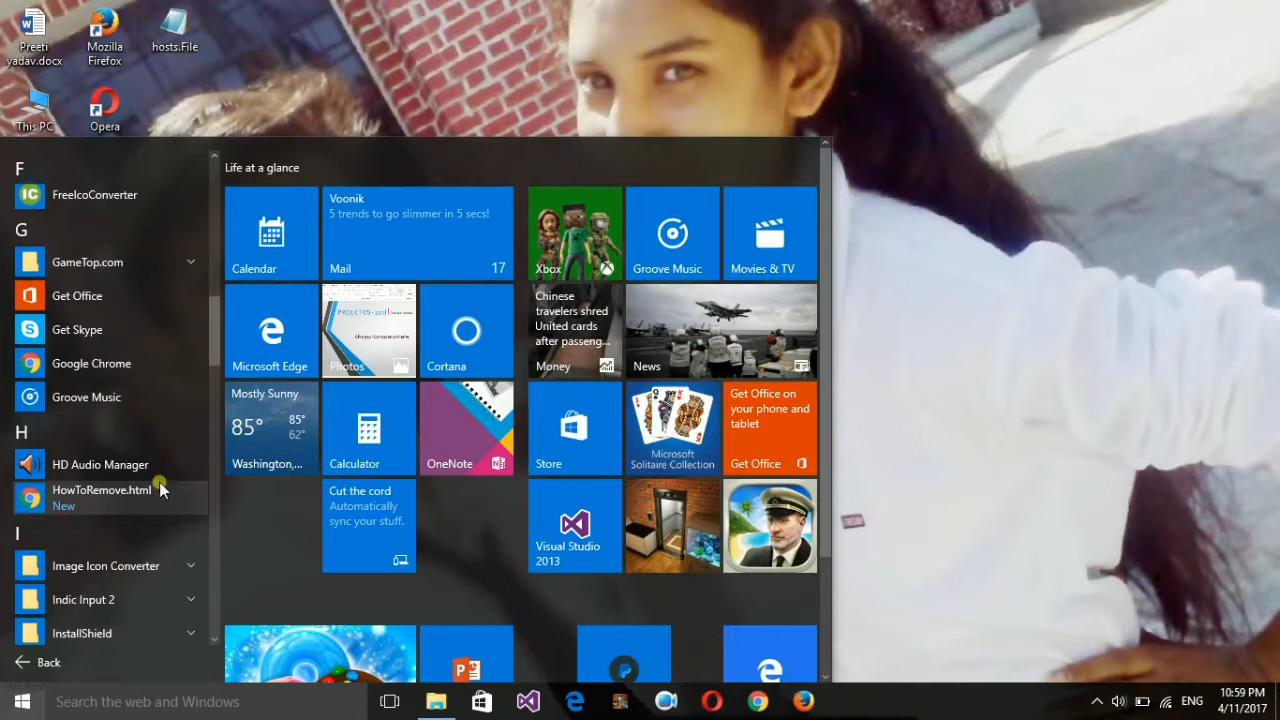 Preeti
yadav.docx
Mozilla
Firefox
hosts.File
This PC
Opera
F
FreeIcoConverter
G
GameTop.com
Get Office
Get Skype
Google Chrome
Groove Music
H
HD Audio Manager
HowToRemove.html
New
I
Image Icon Converter
Indic Input 2
InstallShield
Back
Life at a glance
Calendar
Voonik
5 trends to go slimmer in 5 secs!
Mail 17
Xbox
Groove Music
Movies & TV
Microsoft Edge
Photos
Cortana
Chinese
travelers shred
United cards
after passeng...
Money
News
Mostly Sunny
85° 85°
62°
Washington,...
Calculator
OneNote
Store
Microsoft
Solitaire Collection
Get Office on
your phone and
tablet
Get Office
Cut the cord
Automatically
sync your stuff.
Visual Studio
2013
Search the web and Windows
ENG
10:59 PM
4/11/2017